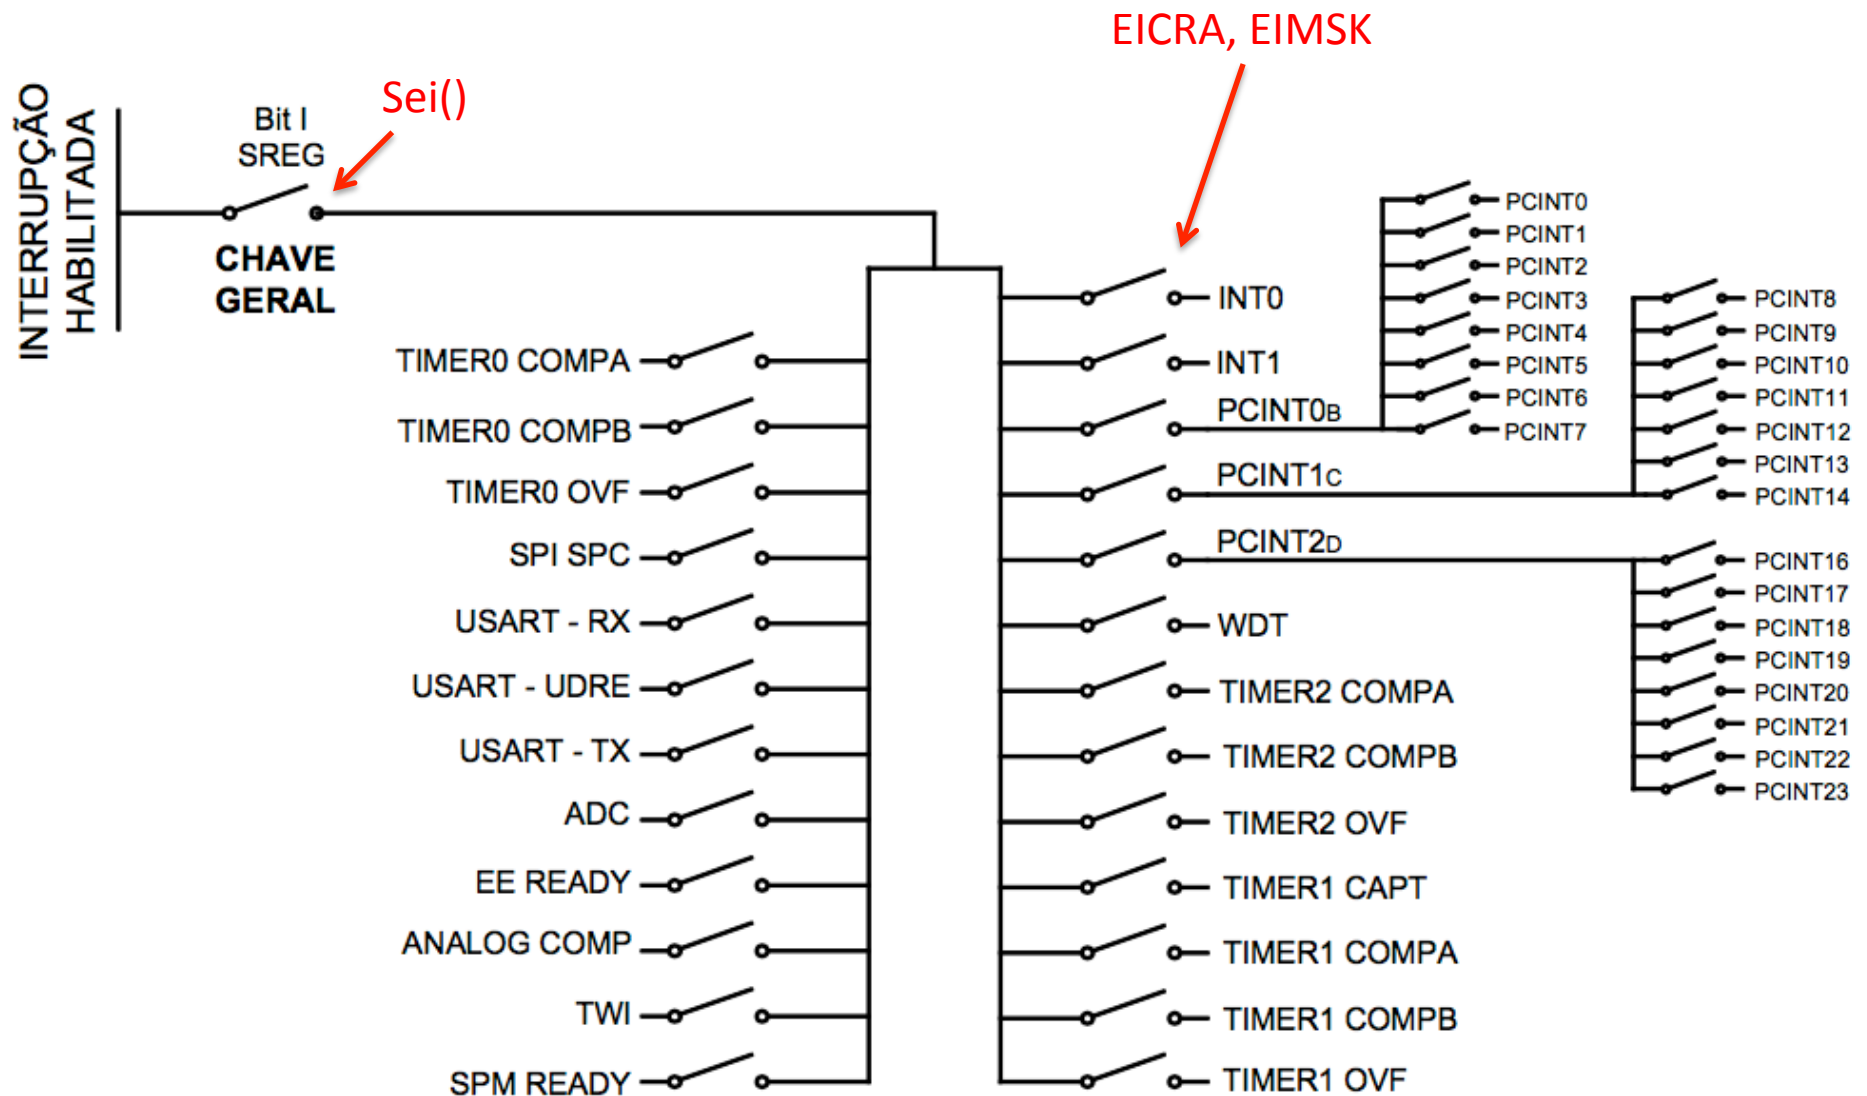 EICRA, EIMSK
Sei()
INTERRUPÇÃO
HABILITADA
Bit I
SREG
CHAVE
GERAL
TIMER0 COMPA
TIMER0 COMPB
TIMER0 OVF
SPI SPC
USART - RX
USART - UDRE
USART - TX
ADC
EE READY
ANALOG COMP
TWI
SPM READY
INT0
INT1
PCINT0B
PCINT1C
PCINT2D
WDT
TIMER2 COMPA
TIMER2 COMPB
TIMER2 OVF
TIMER1 CAPT
TIMER1 COMPA
TIMER1 COMPB
TIMER1 OVF
PCINT0
PCINT1
PCINT2
PCINT3
PCINT4
PCINT5
PCINT6
PCINT7
PCINT8
PCINT9
PCINT10
PCINT11
PCINT12
PCINT13
PCINT14
PCINT16
PCINT17
PCINT18
PCINT19
PCINT20
PCINT21
PCINT22
PCINT23